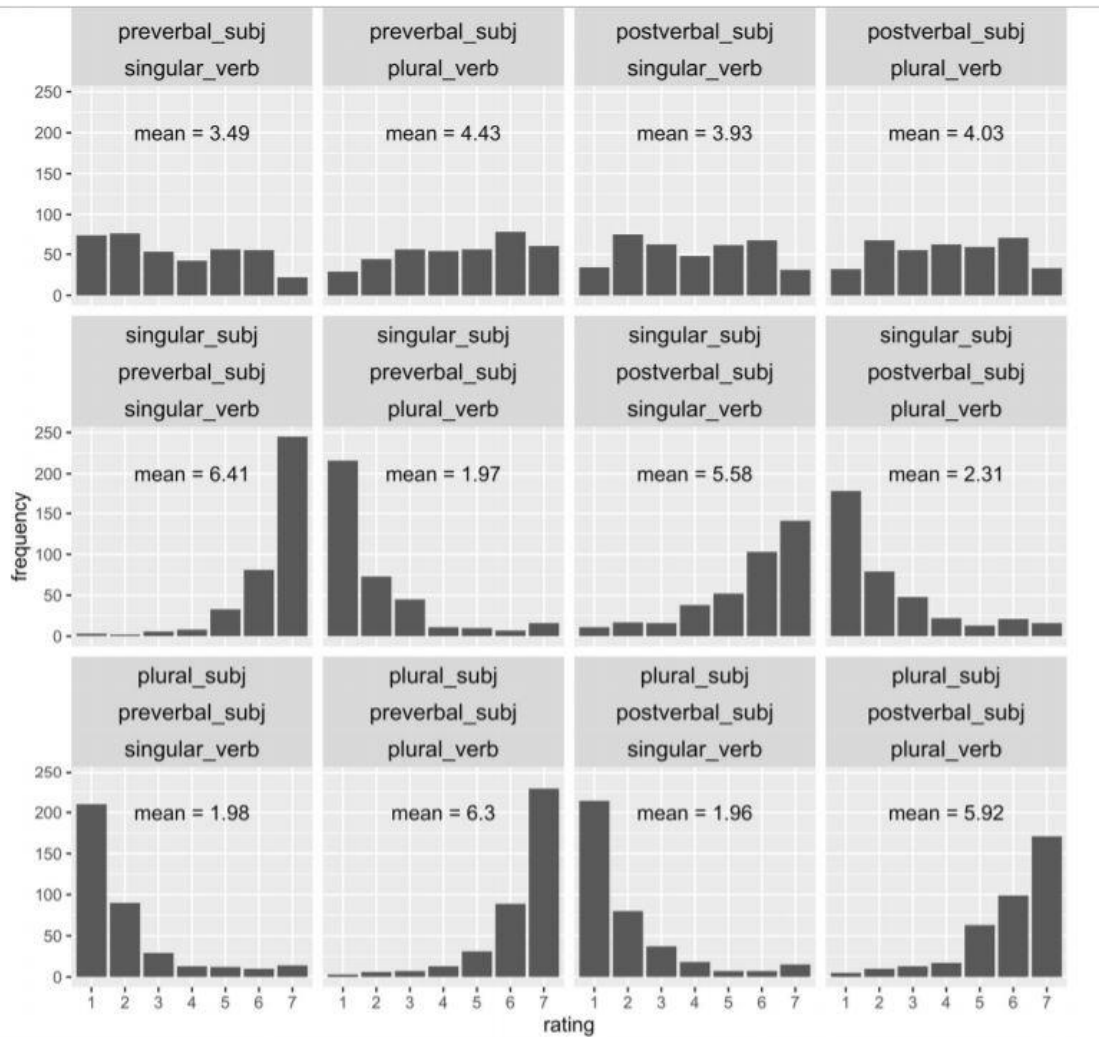 preverbal_subj preverbal_subj postverbal_subj postverbal_subj
singular_verb plural_verb singular_verb plural_verb
250
200
150
100
50
0
mean = 3.49 mean = 4.43 mean = 3.93 mean = 4.03
singular_subj singular_subj singular_subj singular_subj
preverbal_subj preverbal_subj postverbal_subj postverbal_subj
singular_verb plural_verb singular_verb plural_verb
frequency
250
200
150
100
50
0
mean = 6.41 mean = 1.97 mean = 5.58 mean = 2.31
plural_subj plural_subj plural_subj plural_subj
preverbal_subj preverbal_subj postverbal_subj postverbal_subj
singular_verb plural_verb singular_verb plural_verb
250
200
150
100
50
0
mean = 1.98 mean = 6.3 mean = 1.96 mean = 5.92
1 2 3 4 5 6 7 1 2 3 4 5 6 7 1 2 3 4 5 6 7 1 2 3 4 5 6 7
rating